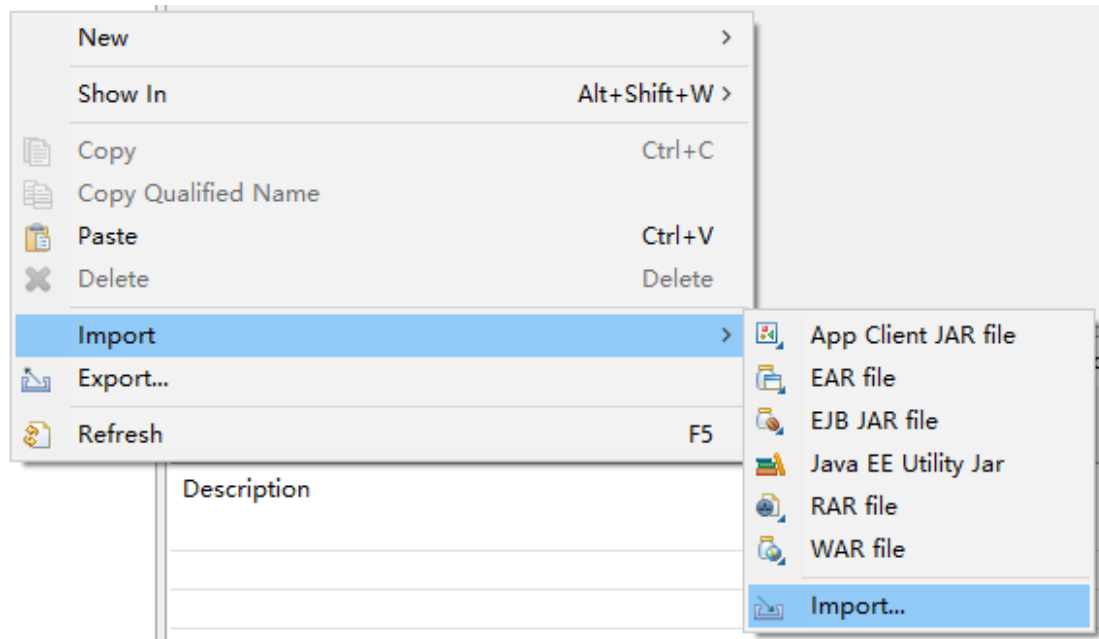 New
Show In Alt+Shift+W
Copy Ctrl+C
Copy Qualified Name
Paste Ctrl+V
Delete Delete
Import
Export...
Refresh F5
App Client JAR file
EAR file
EJB JAR file
Java EE Utility Jar
RAR file
WAR file
Import...
Description